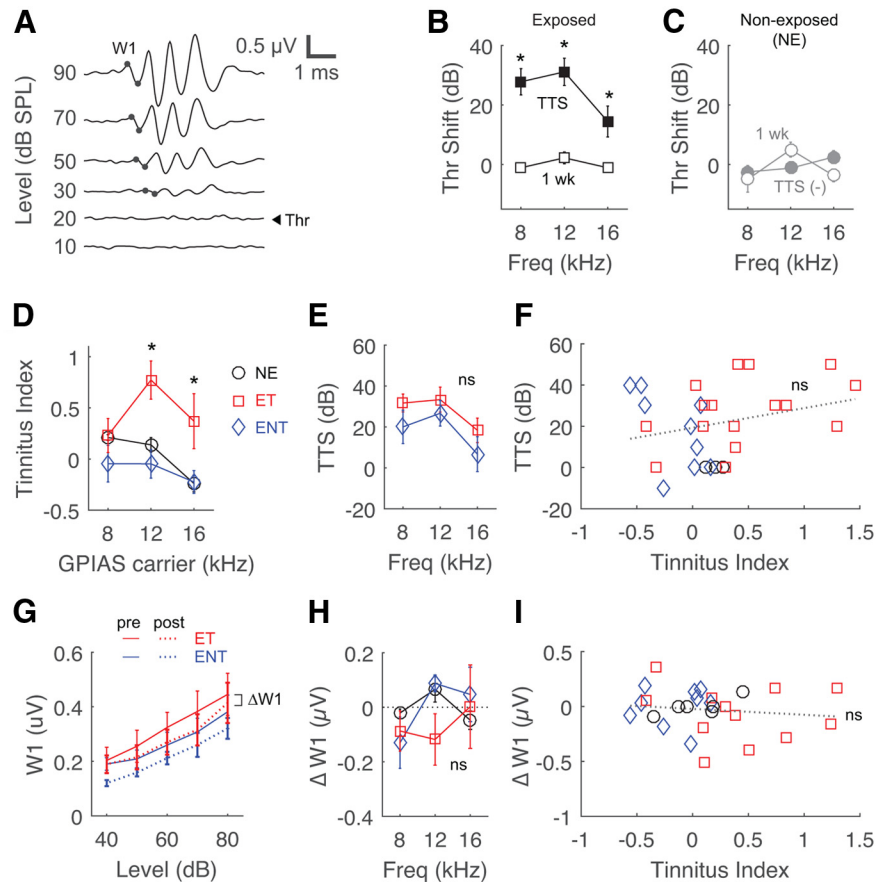 A
W1
0.5 µV
1 ms
Level (dB SPL)
90
70
50
30
20
10
Thr
B
Exposed
Thr Shift (dB)
40
20
0
*
*
*
TTS
1 wk
8 12 16
Freq (kHz)
C
Non-exposed
(NE)
Thr Shift (dB)
40
20
0
1 wk
TTS (-)
8 12 16
Freq (kHz)
D
Tinnitus Index
1
0.5
0
-0.5
*
*
8 12 16
GPIAS carrier (kHz)
NE
ET
ENT
E
TTS (dB)
60
40
20
0
-20
ns
8 12 16
Freq (kHz)
F
TTS (dB)
60
40
20
0
20
ns
-1 -0.5 0 0.5 1 1.5
Tinnitus Index
G
pre post
ET
ENT
W1 (uV)
0.6
0.4
0.2
0
ΔW1
40 60 80
Level (dB)
H
Δ W1 (µV)
0.2
0
-0.2
-0.4
ns
8 12 16
Freq (kHz)
I
Δ W1 (µV)
0.5
0
-0.5
-1
ns
-1 -0.5 0 0.5 1 1.5
Tinnitus Index